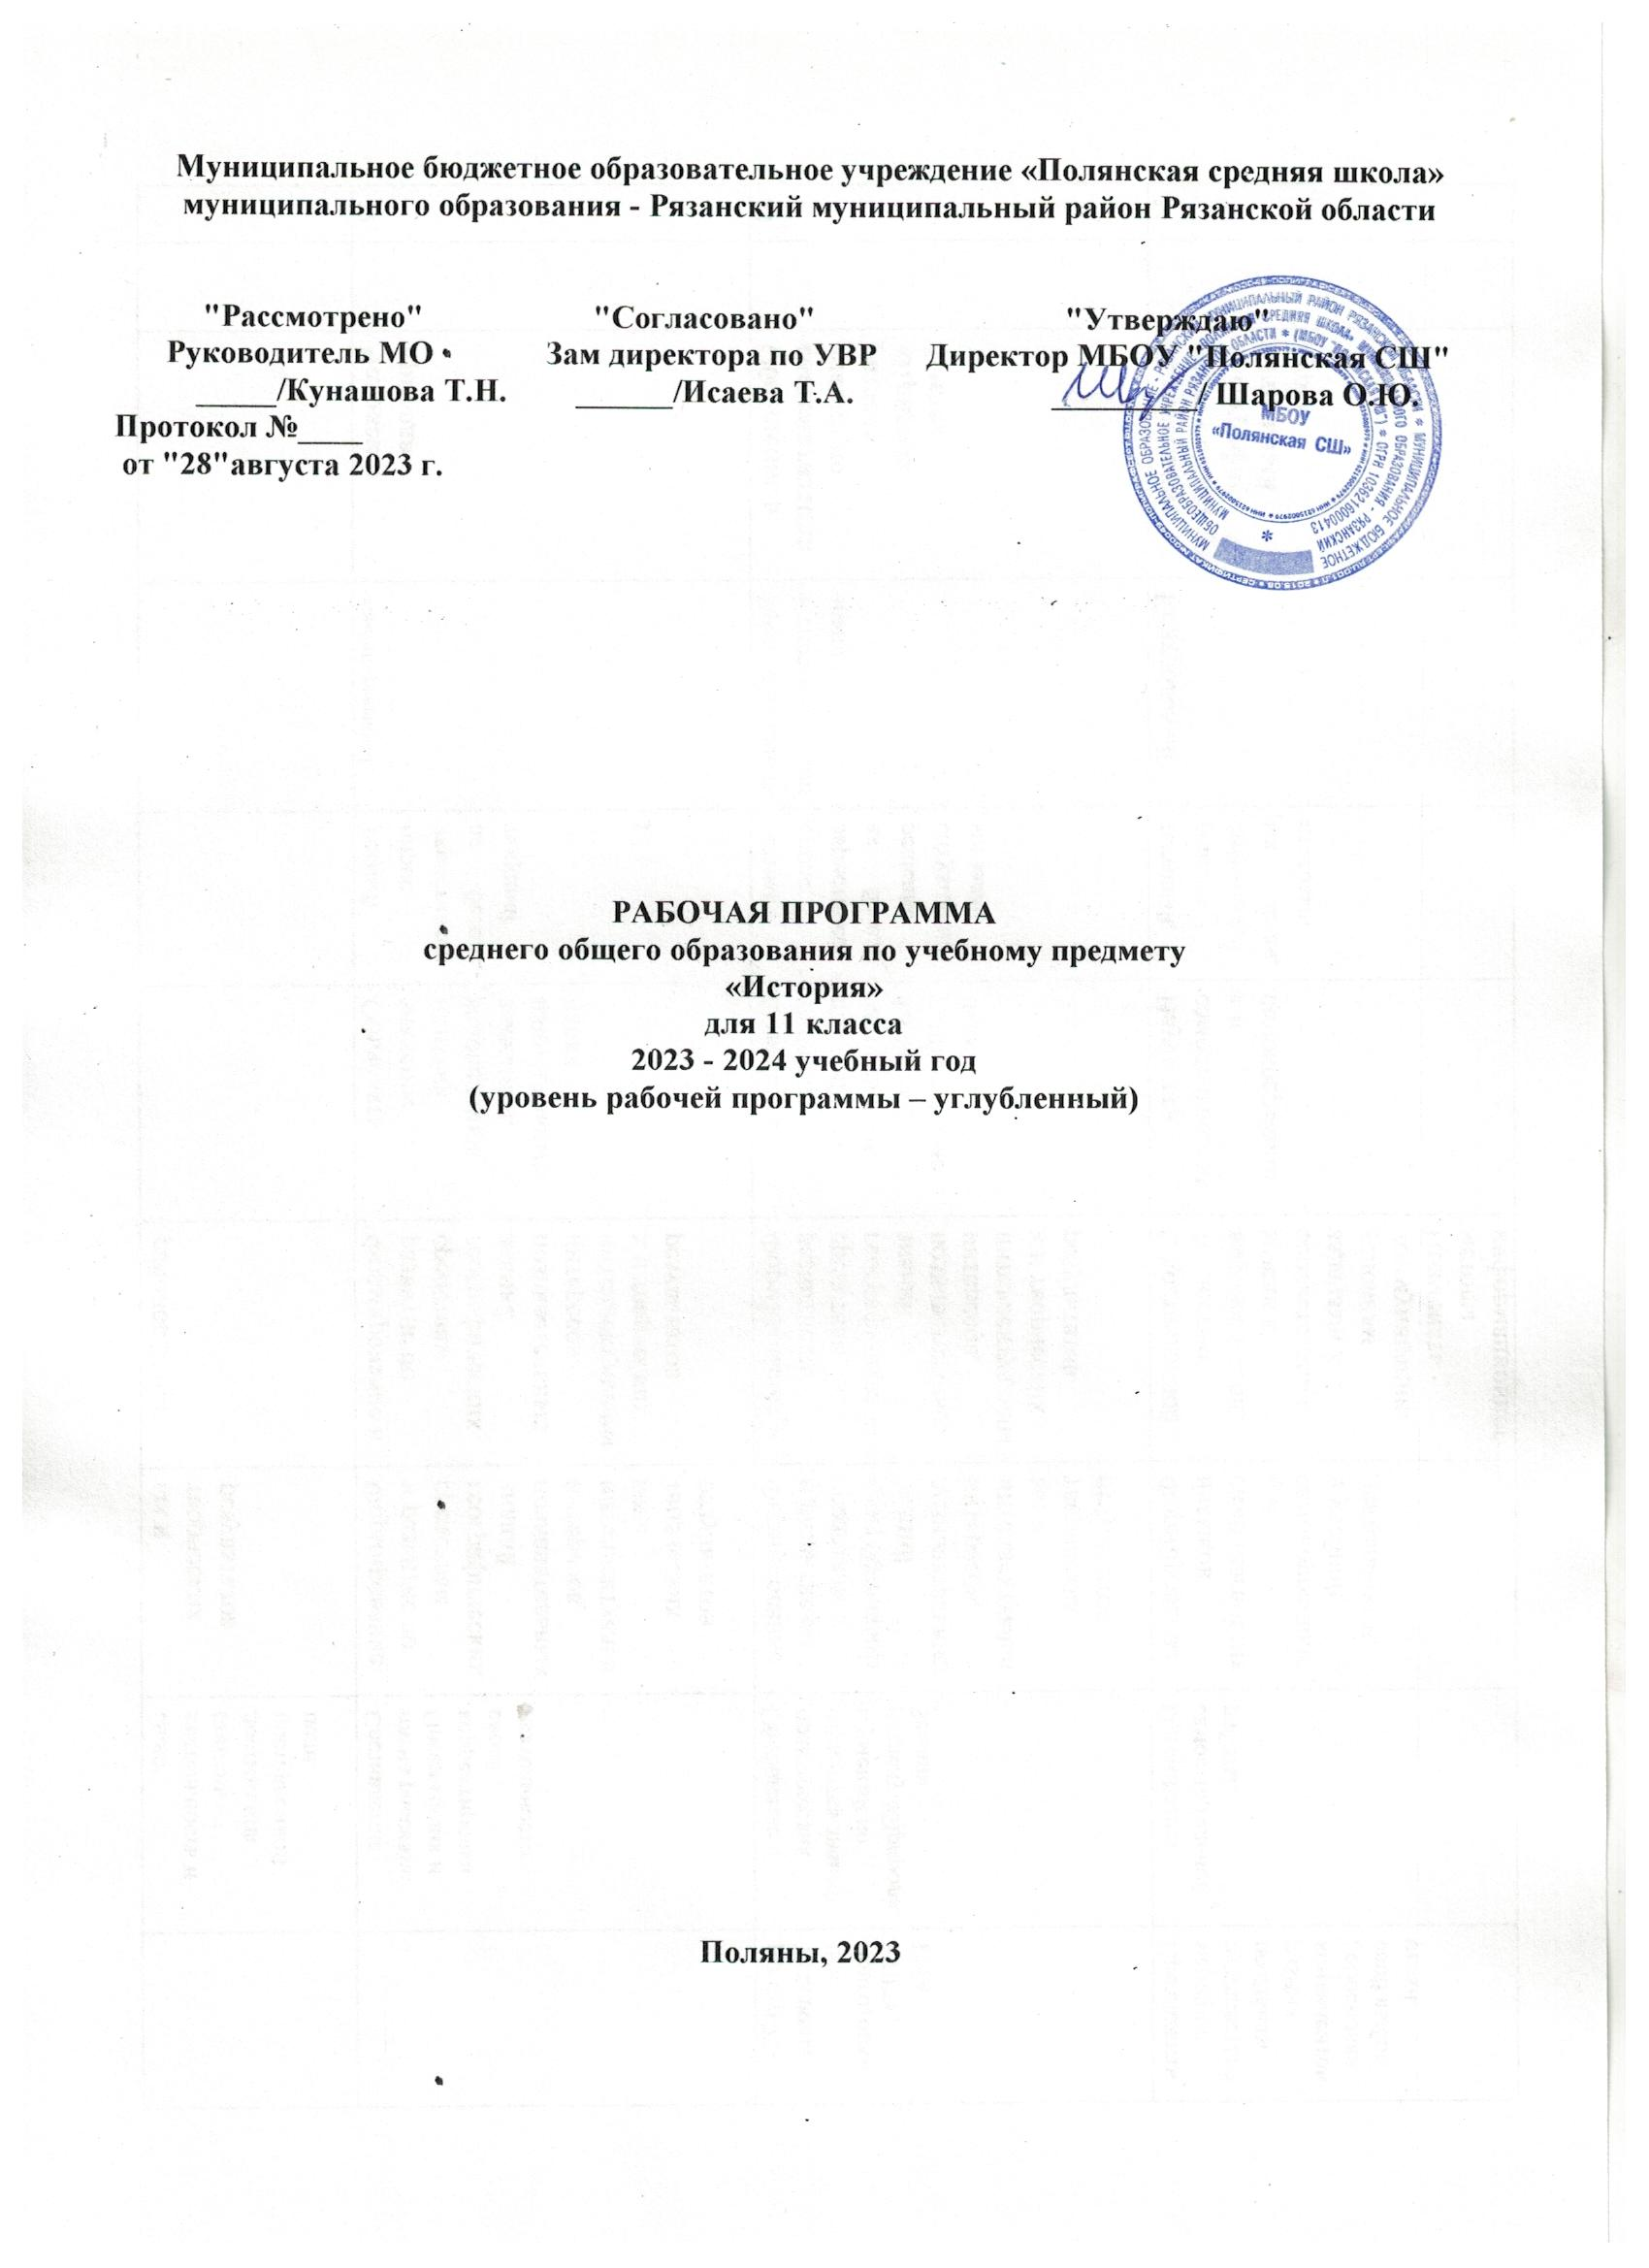 Муниципальное бюджетное образовательное учреждение «Полянская средняя школа»
муниципального образования - Рязанский муниципальный район Рязанской области
"Рассмотрено"
Руководитель МО
_____/Кунашова Т.Н.
Протокол №____
от "28"августа 2023 г.
"Согласовано"
Зам директора по УВР
______/Исаева Т.А.
"Утверждаю"
Директор МБОУ "Полянская СШ"
_________/ Шарова О.Ю.
МБОУ
«Полянская СШ»
РАБОЧАЯ ПРОГРАММА
среднего общего образования по учебному предмету
«История»
для 11 класса
2023 - 2024 учебный год
(уровень рабочей программы – углубленный)
Поляны, 2023